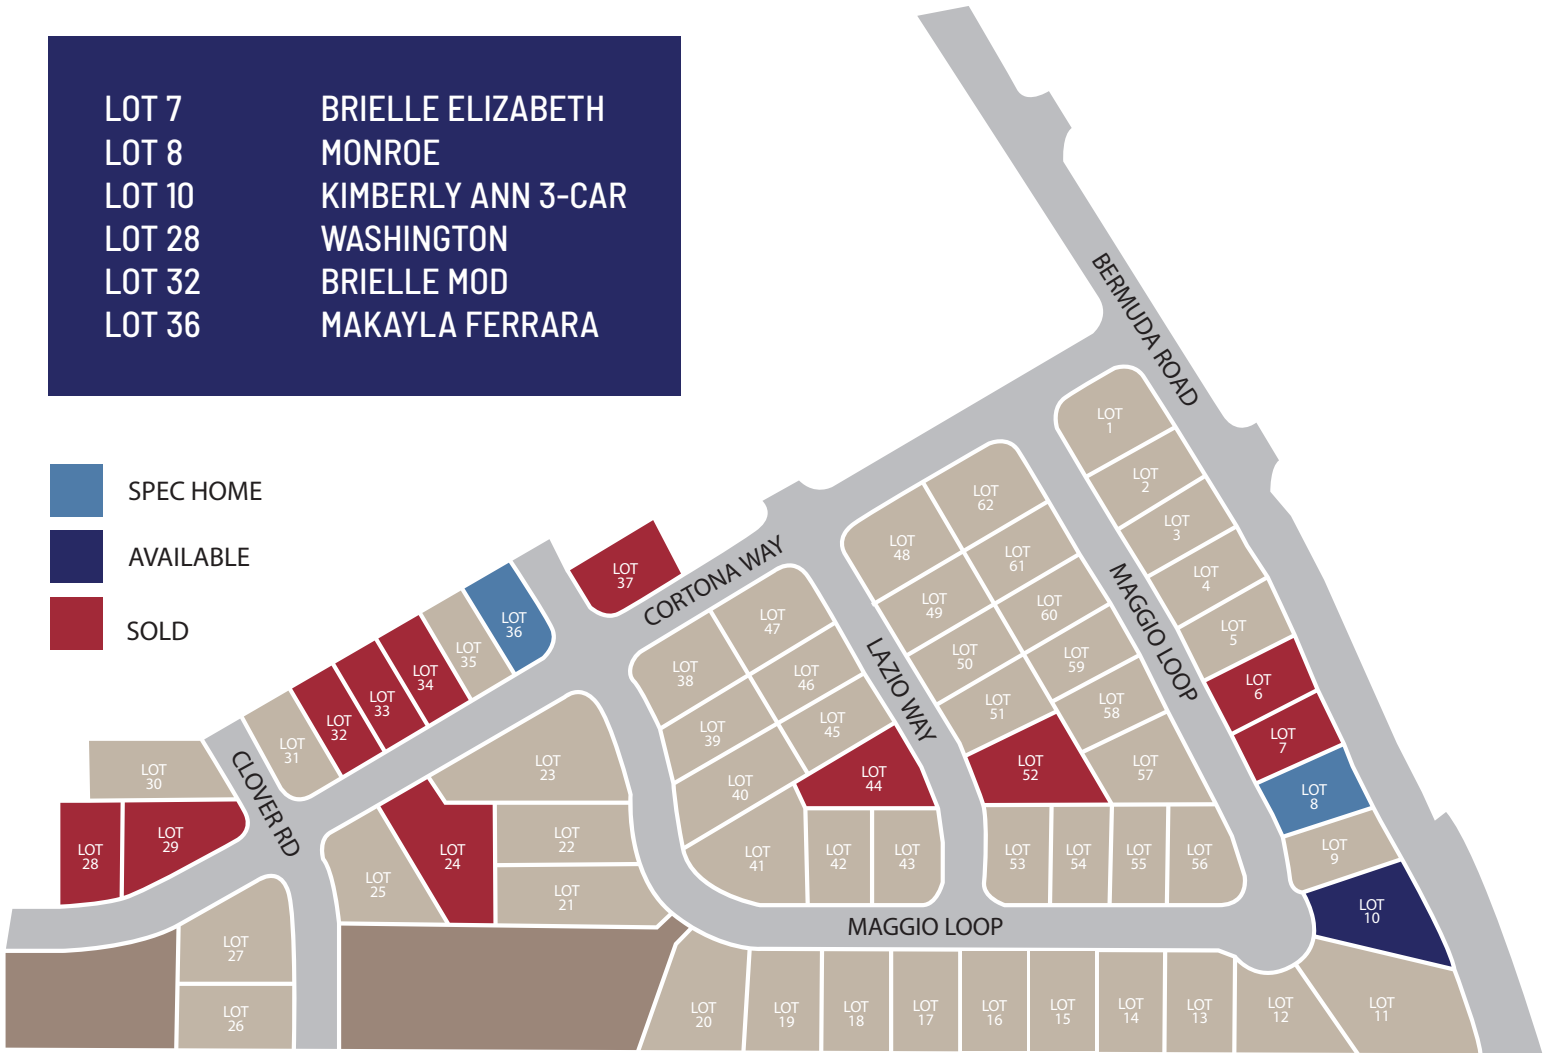 LOT 7 BRIELLE ELIZABETH
LOT 8 MONROE
LOT 10 KIMBERLY ANN 3-CAR
LOT 28 WASHINGTON
LOT 32 BRIELLE MOD
LOT 36 MAKAYLA FERRARA
SPEC HOME
AVAILABLE
SOLD
BERMUDA ROAD
CORTONA WAY
LAZIO WAY
MAGGIO LOOP
CLOVER RD
MAGGIO LOOP
LOT
1
LOT
2
LOT
3
LOT
4
LOT
5
LOT
6
LOT
7
LOT
8
LOT
9
LOT
10
LOT
11
LOT
12
LOT
13
LOT
14
LOT
15
LOT
16
LOT
17
LOT
18
LOT
19
LOT
20
LOT
21
LOT
22
LOT
23
LOT
24
LOT
25
LOT
26
LOT
27
LOT
28
LOT
29
LOT
30
LOT
31
LOT
32
LOT
33
LOT
34
LOT
35
LOT
36
LOT
37
LOT
38
LOT
39
LOT
40
LOT
41
LOT
42
LOT
43
LOT
44
LOT
45
LOT
46
LOT
47
LOT
48
LOT
49
LOT
50
LOT
51
LOT
52
LOT
53
LOT
54
LOT
55
LOT
56
LOT
57
LOT
58
LOT
59
LOT
60
LOT
61
LOT
62